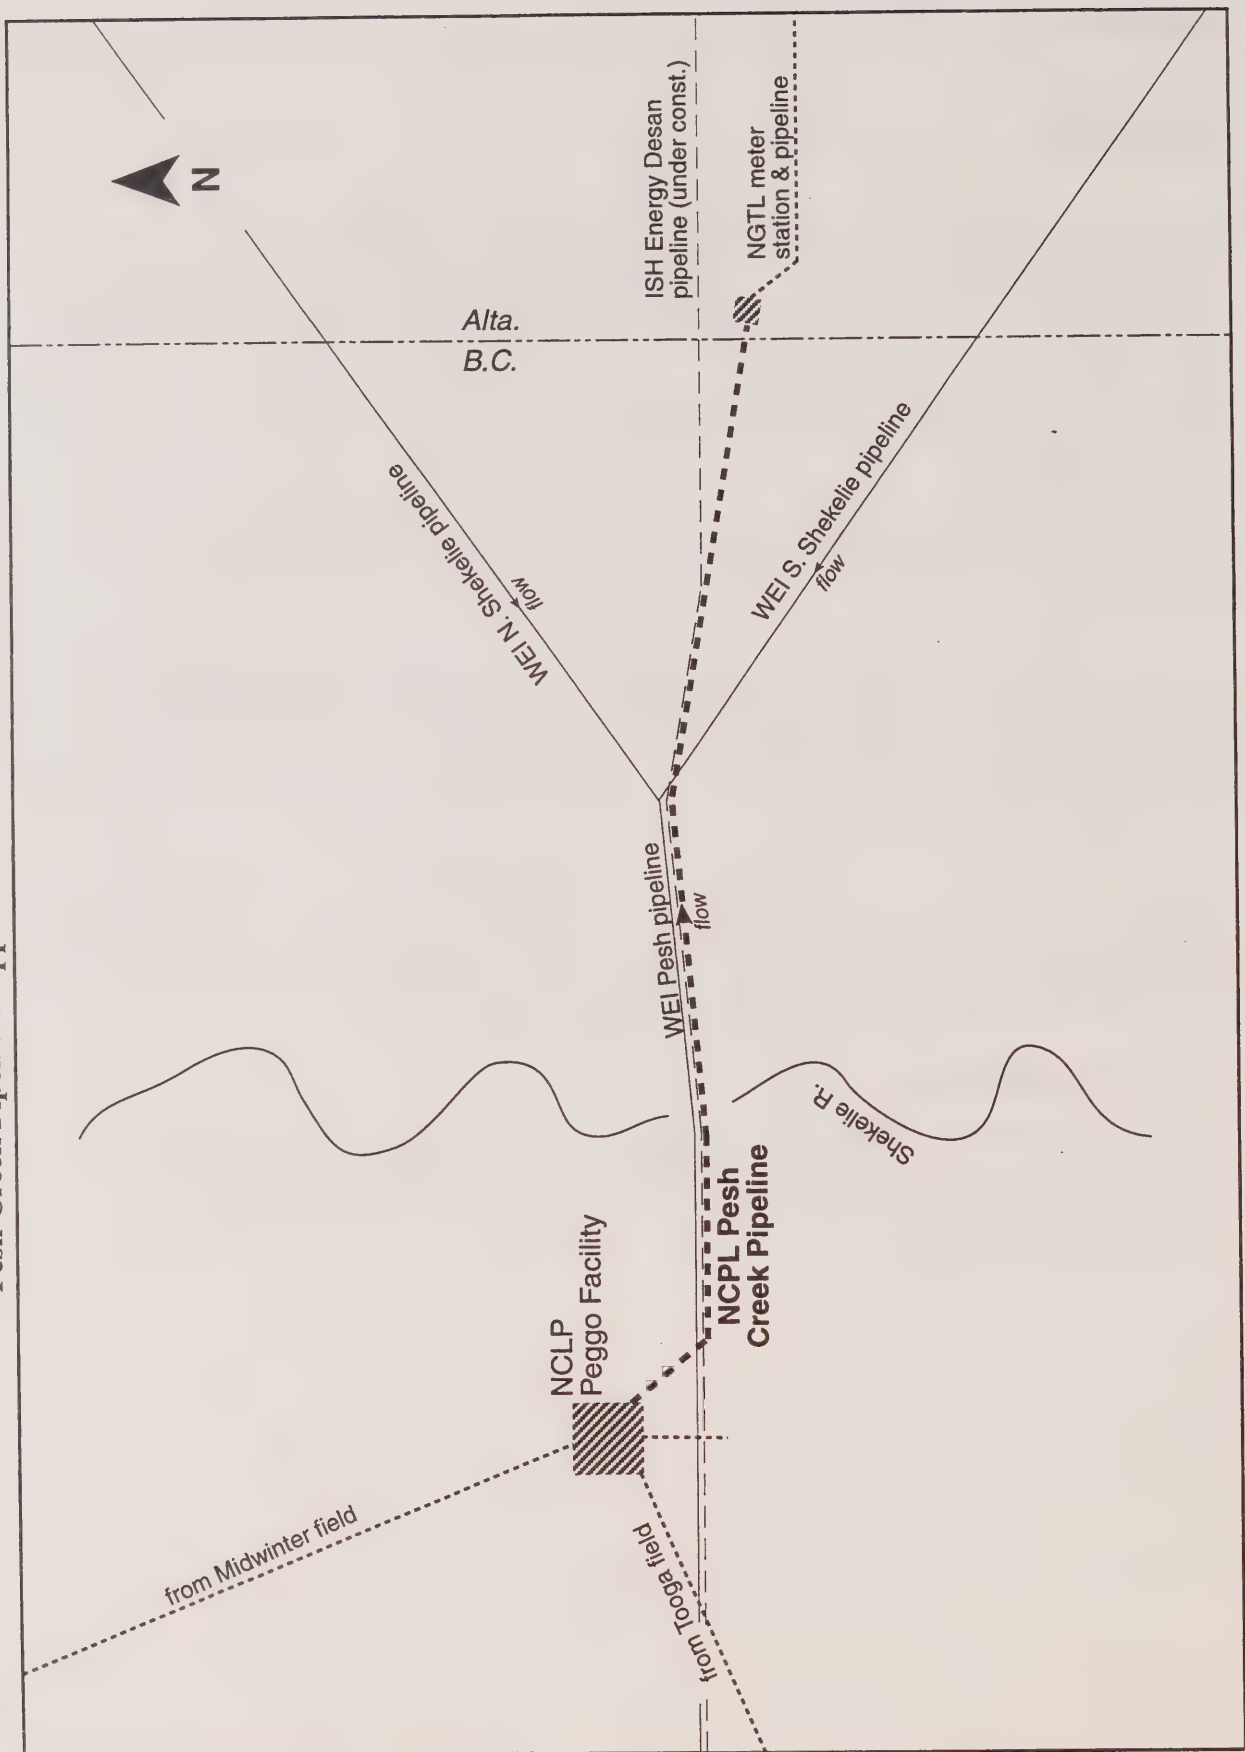 N
ISH Energy Desan
pipeline (under const.)
NGTL meter
station & pipeline
Alta.
B.C.
WEI N. Shekelie pipeline
flow
WEI S. Shekelie pipeline
flow
WEI Pesh pipeline
flow
Shekelie R.
NCPL Pesh
Creek Pipeline
NCLP
Peggo Facility
from Midwinter field
from Tooga field